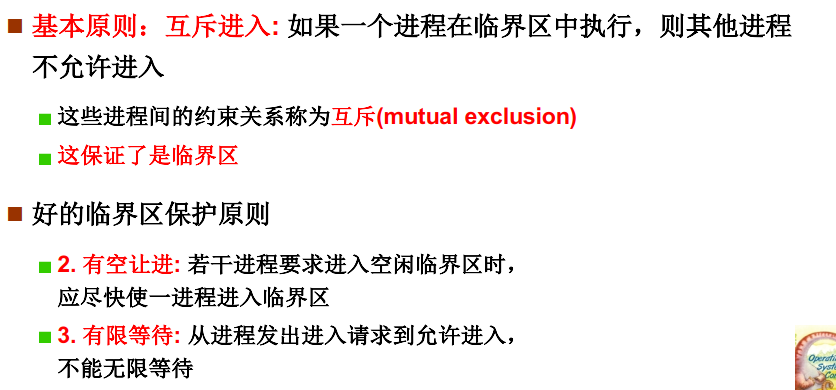 基本原则：互斥进入: 如果一个进程在临界区中执行，则其他进程
不允许进入
这些进程间的约束关系称为互斥(mutual exclusion)
这保证了是临界区
好的临界区保护原则
2. 有空让进: 若干进程要求进入空闲临界区时，
应尽快使一进程进入临界区
3. 有限等待: 从进程发出进入请求到允许进入，
不能无限等待